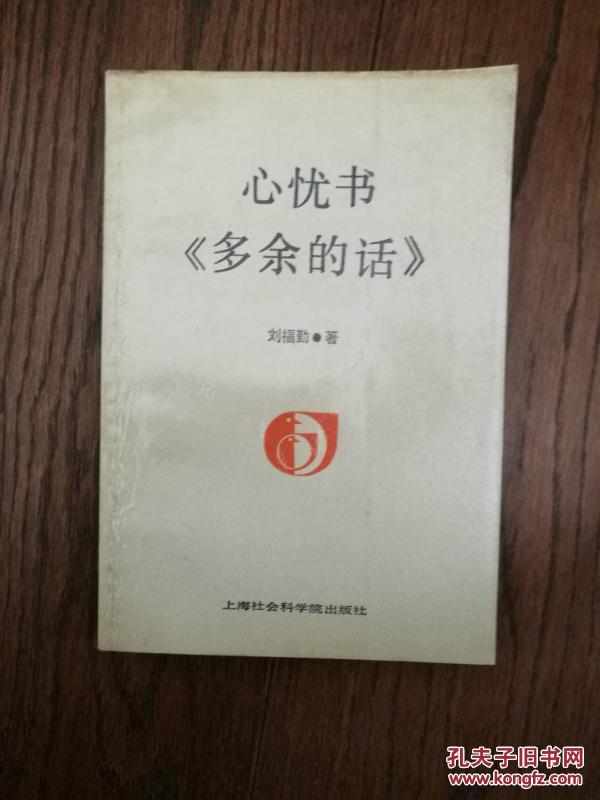 心忧书
《多余的话》
刘福勤●著
上海社会科学院出版社
孔夫子旧书网
www.kongfz.com